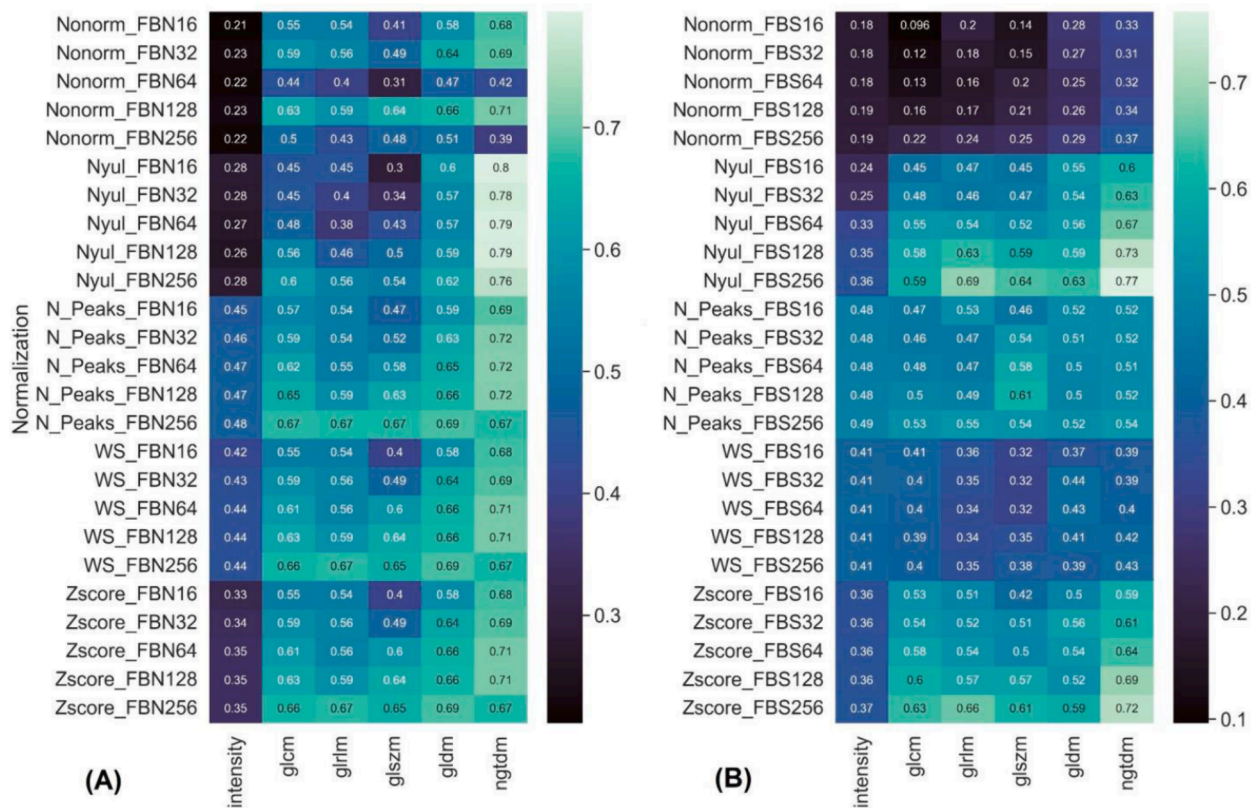 Nonorm_FBN16 0.21 0.55 0.54 0.41 0.58 0.68
Nonorm_FBN32 0.23 0.59 0.56 0.49 0.64 0.69
Nonorm_FBN64 0.22 0.44 0.4 0.31 0.47 0.42
Nonorm_FBN128 0.23 0.63 0.59 0.64 0.66 0.71
Nonorm_FBN256 0.22 0.5 0.43 0.48 0.51 0.39
Nyul_FBN16 0.28 0.45 0.45 0.3 0.6 0.8
Nyul_FBN32 0.28 0.45 0.4 0.34 0.57 0.78
Nyul_FBN64 0.27 0.48 0.38 0.43 0.57 0.79
Nyul_FBN128 0.26 0.56 0.46 0.5 0.59 0.79
Nyul_FBN256 0.28 0.6 0.56 0.54 0.62 0.76
N_Peaks_FBN16 0.45 0.57 0.54 0.47 0.59 0.69
N_Peaks_FBN32 0.46 0.59 0.54 0.52 0.63 0.72
N_Peaks_FBN64 0.47 0.62 0.55 0.58 0.65 0.72
N_Peaks_FBN128 0.47 0.65 0.59 0.63 0.66 0.72
N_Peaks_FBN256 0.48 0.67 0.67 0.67 0.69 0.67
WS_FBN16 0.42 0.55 0.54 0.4 0.58 0.68
WS_FBN32 0.43 0.59 0.56 0.49 0.64 0.69
WS_FBN64 0.44 0.61 0.56 0.6 0.66 0.71
WS_FBN128 0.44 0.63 0.59 0.64 0.66 0.71
WS_FBN256 0.44 0.66 0.67 0.65 0.69 0.67
Zscore_FBN16 0.33 0.55 0.54 0.4 0.58 0.68
Zscore_FBN32 0.34 0.59 0.56 0.49 0.64 0.69
Zscore_FBN64 0.35 0.61 0.56 0.6 0.66 0.71
Zscore_FBN128 0.35 0.63 0.59 0.64 0.66 0.71
Zscore_FBN256 0.35 0.66 0.67 0.65 0.69 0.67
Normalization
intensity glcm glrlm glszm gldm ngtdm
0.7
0.6
0.5
0.4
0.3
(A)
Nonorm_FBS16 0.18 0.096 0.2 0.14 0.28 0.33
Nonorm_FBS32 0.18 0.12 0.18 0.15 0.27 0.31
Nonorm_FBS64 0.18 0.13 0.16 0.2 0.25 0.32
Nonorm_FBS128 0.19 0.16 0.17 0.21 0.26 0.34
Nonorm_FBS256 0.19 0.22 0.24 0.25 0.29 0.37
Nyul_FBS16 0.24 0.45 0.47 0.45 0.55 0.6
Nyul_FBS32 0.25 0.48 0.46 0.47 0.54 0.63
Nyul_FBS64 0.33 0.55 0.54 0.52 0.56 0.67
Nyul_FBS128 0.35 0.58 0.63 0.59 0.59 0.73
Nyul_FBS256 0.36 0.59 0.69 0.64 0.63 0.77
N_Peaks_FBS16 0.48 0.47 0.53 0.46 0.52 0.52
N_Peaks_FBS32 0.48 0.46 0.47 0.54 0.51 0.52
N_Peaks_FBS64 0.48 0.48 0.47 0.58 0.5 0.51
N_Peaks_FBS128 0.48 0.5 0.49 0.61 0.5 0.52
N_Peaks_FBS256 0.49 0.53 0.55 0.54 0.52 0.54
WS_FBS16 0.41 0.41 0.36 0.32 0.37 0.39
WS_FBS32 0.41 0.4 0.35 0.32 0.44 0.39
WS_FBS64 0.41 0.4 0.34 0.32 0.43 0.4
WS_FBS128 0.41 0.39 0.34 0.35 0.41 0.42
WS_FBS256 0.41 0.4 0.35 0.38 0.39 0.43
Zscore_FBS16 0.36 0.53 0.51 0.42 0.5 0.59
Zscore_FBS32 0.36 0.54 0.52 0.51 0.56 0.61
Zscore_FBS64 0.36 0.58 0.54 0.5 0.54 0.64
Zscore_FBS128 0.36 0.6 0.57 0.57 0.52 0.69
Zscore_FBS256 0.37 0.63 0.66 0.61 0.59 0.72
intensity glcm glrlm glszm gldm ngtdm
0.7
0.6
0.5
0.4
0.3
0.2
0.1
(B)